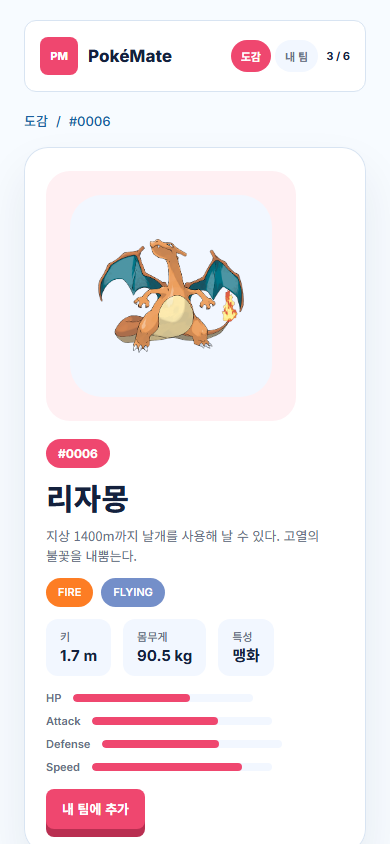 PM PokéMate 도감 내 팀 3 / 6
도감 / #0006
#0006
리자몽
지상 1400m까지 날개를 사용해 날 수 있다. 고열의
불꽃을 내뿜는다.
FIRE FLYING
키 몸무게 특성
1.7 m 90.5 kg 맹화
HP
Attack
Defense
Speed
내 팀에 추가